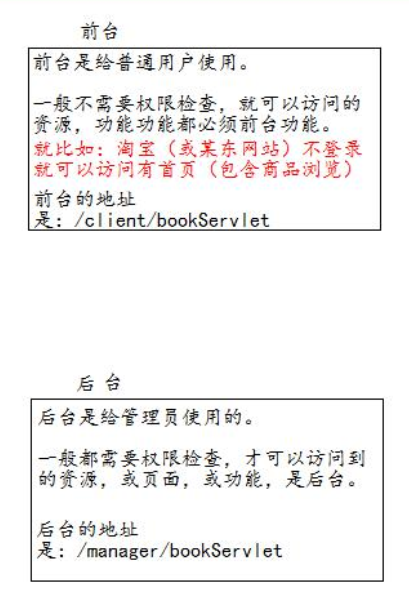 前台
前台是给普通用户使用。
一般不需要权限检查，就可以访问的
资源，功能功能都必须前台功能。
就比如：淘宝（或某东网站）不登录
就可以访问有首页（包含商品浏览）
前台的地址
是：/client/bookServlet
后 台
后台是给管理员使用的。
一般都需要权限检查，才可以访问到
的资源，或页面，或功能，是后台。
后台的地址
是：/manager/bookServlet